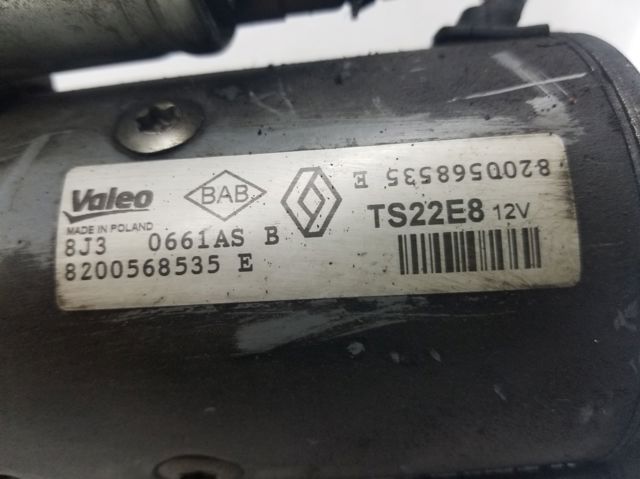 Valeo
MADE IN POLAND
BAB
8200568535 E
TS22E8 12V
8J3 0661AS B
8200568535 E